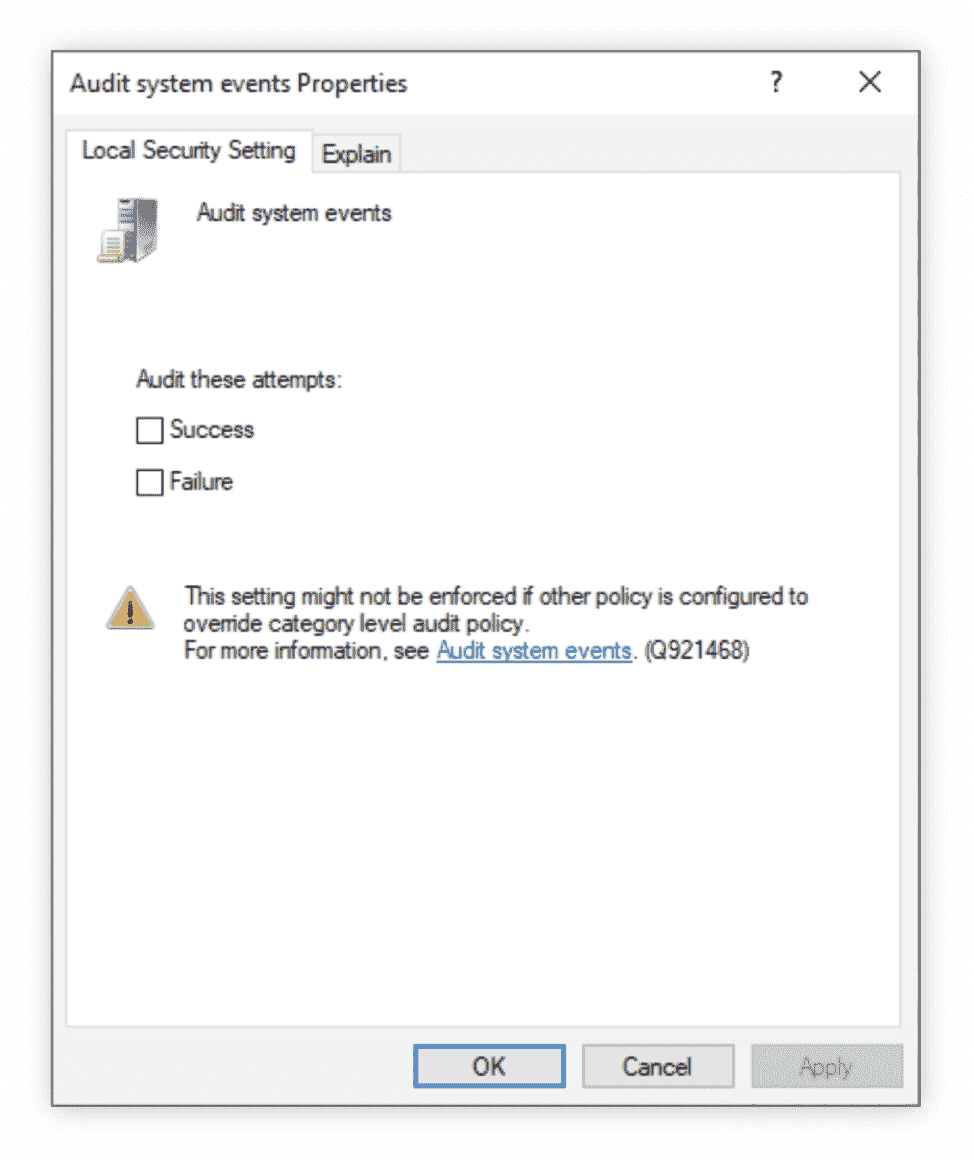 Audit system events Properties
?
Local Security Setting
Explain
Audit system events
Audit these attempts:
Success
Failure
This setting might not be enforced if other policy is configured to
override category level audit policy.
For more information, see Audit system events. (Q921468)
OK
Cancel
Apply